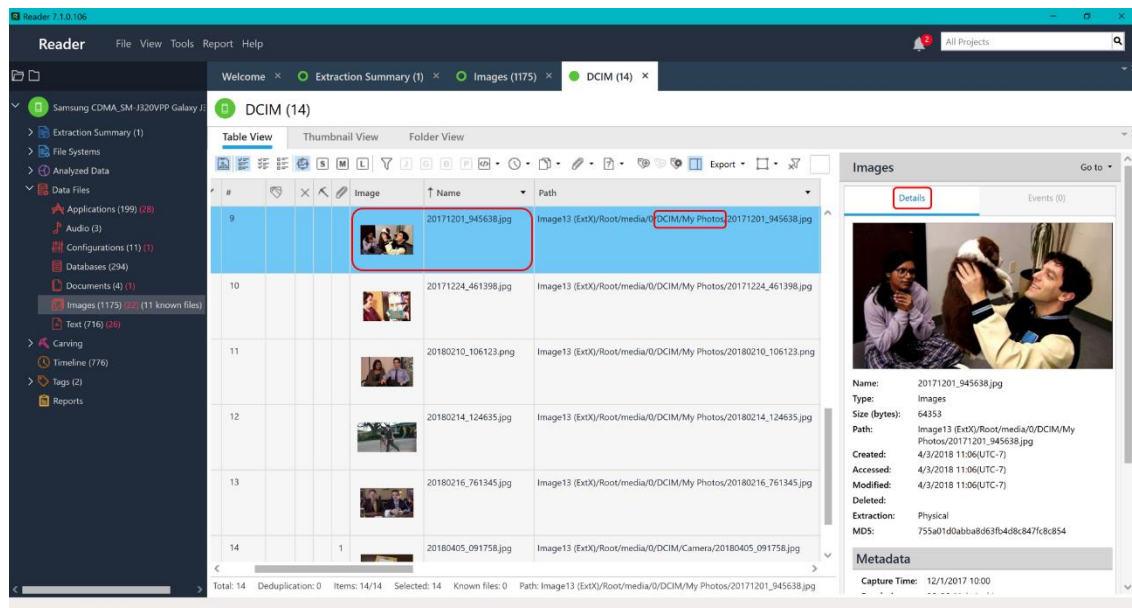 Reader 7.1.0.106
Reader File View Tools Report Help
2 All Projects
Welcome × Extraction Summary (1) × Images (1175) × DCIM (14) ×
Samsung CDMA_SM-J320VPP Galaxy J
Extraction Summary (1)
File Systems
Analyzed Data
Data Files
Applications (199) (28)
Audio (3)
Configurations (11) (1)
Databases (294)
Documents (4) (1)
Images (1175) (22) (11 known files)
Text (716) (26)
Carving
Timeline (776)
Tags (2)
Reports
DCIM (14)
Table View Thumbnail View Folder View
S M L J G B P Export
# Image Name Path
9 20171201_945638.jpg Image13 (ExtX)/Root/media/0/DCIM/My Photos/20171201_945638.jpg
10 20171224_461398.jpg Image13 (ExtX)/Root/media/0/DCIM/My Photos/20171224_461398.jpg
11 20180210_106123.png Image13 (ExtX)/Root/media/0/DCIM/My Photos/20180210_106123.png
12 20180214_124635.jpg Image13 (ExtX)/Root/media/0/DCIM/My Photos/20180214_124635.jpg
13 20180216_761345.jpg Image13 (ExtX)/Root/media/0/DCIM/My Photos/20180216_761345.jpg
14 1 20180405_091758.jpg Image13 (ExtX)/Root/media/0/DCIM/Camera/20180405_091758.jpg
Total: 14 Deduplication: 0 Items: 14/14 Selected: 14 Known files: 0 Path: Image13 (ExtX)/Root/media/0/DCIM/My Photos/20171201_945638.jpg
Images Go to
Details Events (0)
Name: 20171201_945638.jpg
Type: Images
Size (bytes): 64353
Path: Image13 (ExtX)/Root/media/0/DCIM/My
Photos/20171201_945638.jpg
Created: 4/3/2018 11:06(UTC-7)
Accessed: 4/3/2018 11:06(UTC-7)
Modified: 4/3/2018 11:06(UTC-7)
Deleted:
Extraction: Physical
MD5: 755a01d0abba8d63fb4d8c847fc8c854
Metadata
Capture Time: 12/1/2017 10:00